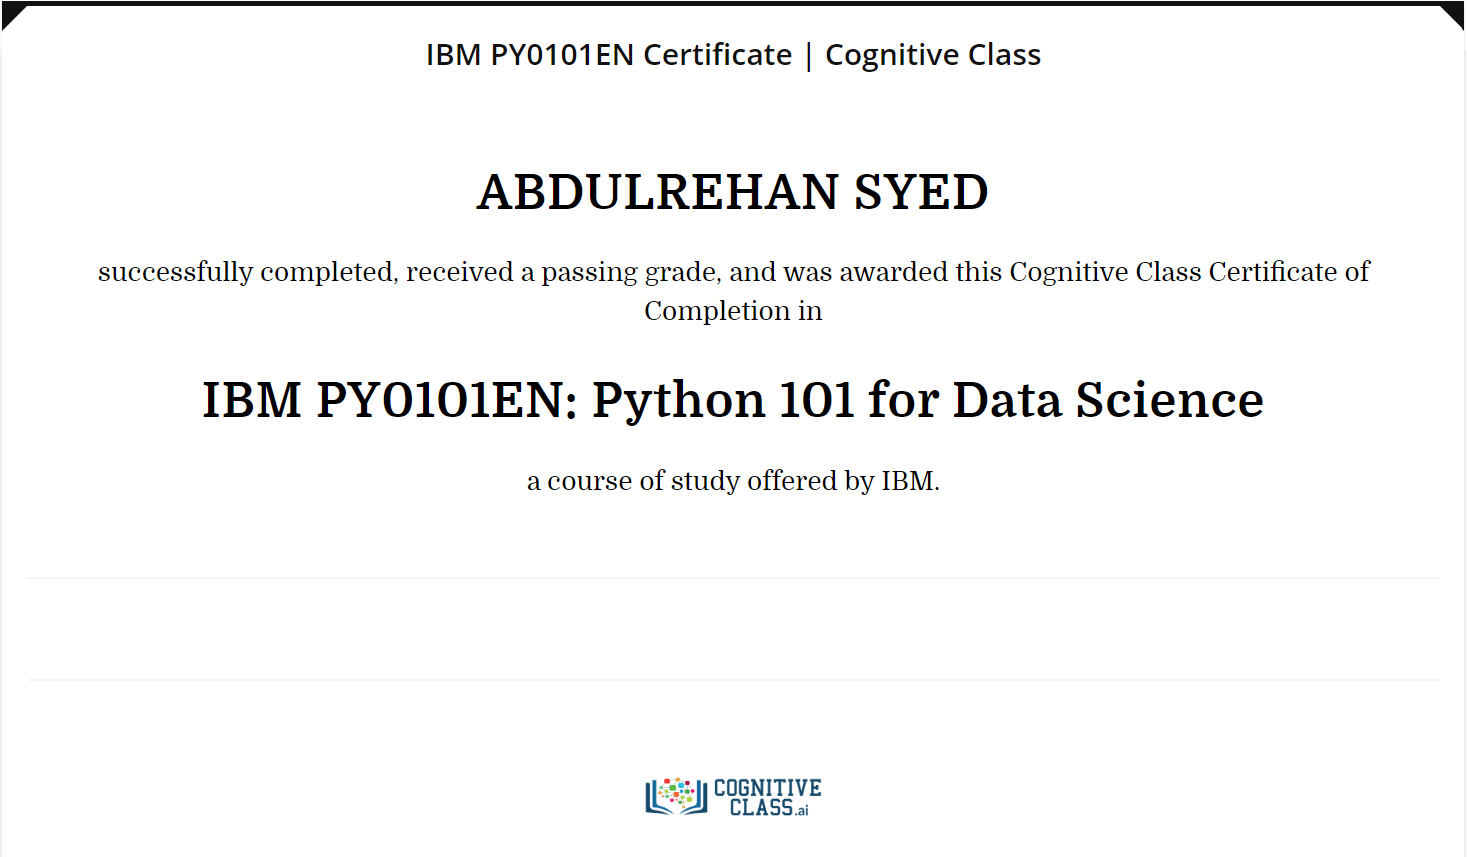 IBM PY0101EN Certificate | Cognitive Class
ABDULREHAN SYED
successfully completed, received a passing grade, and was awarded this Cognitive Class Certificate of
Completion in
IBM PY0101EN: Python 101 for Data Science
a course of study offered by IBM.
COGNITIVE
CLASS.ai